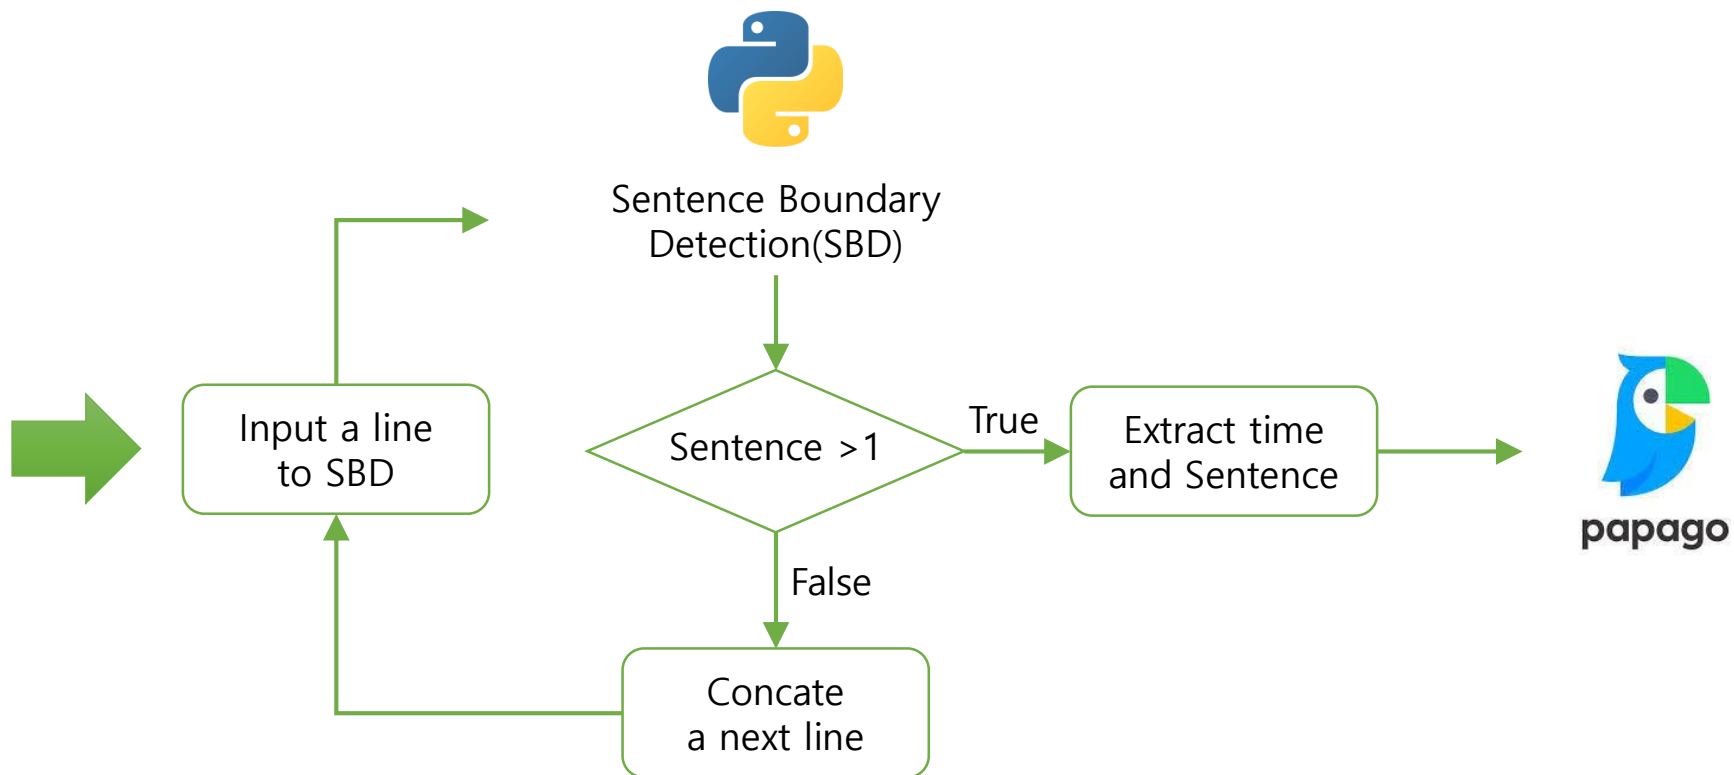 Sentence Boundary
Detection(SBD)
Input a line
to SBD
Sentence >1
True
Extract time
and Sentence
papago
False
Concate
a next line